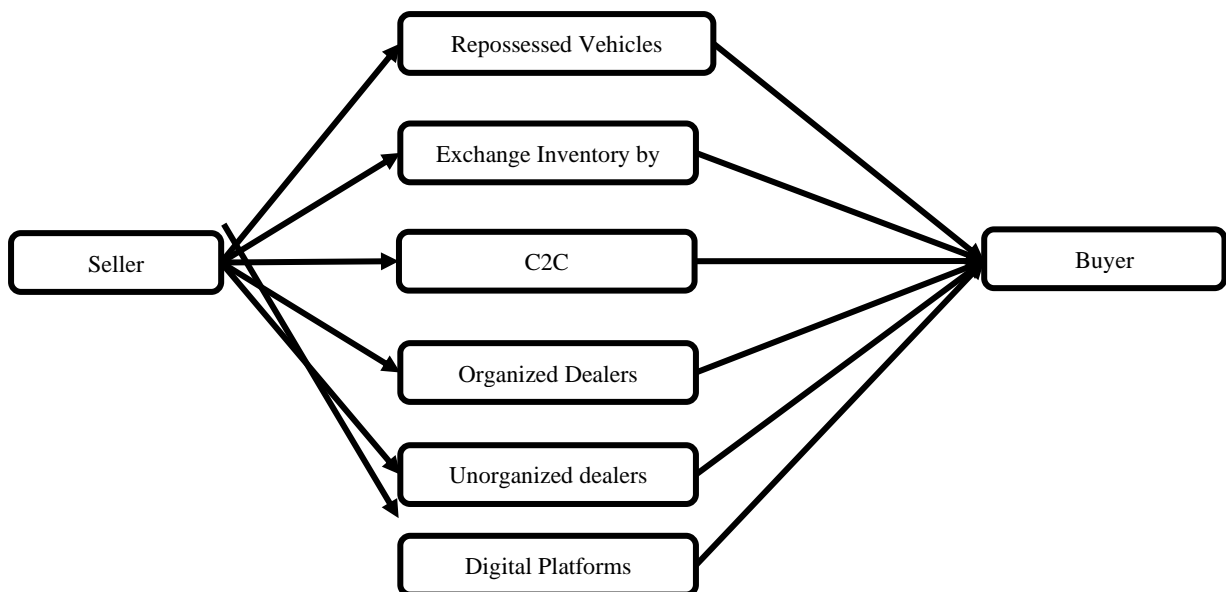 Repossessed Vehicles
Exchange Inventory by
Seller
C2C
Buyer
Organized Dealers
Unorganized dealers
Digital Platforms